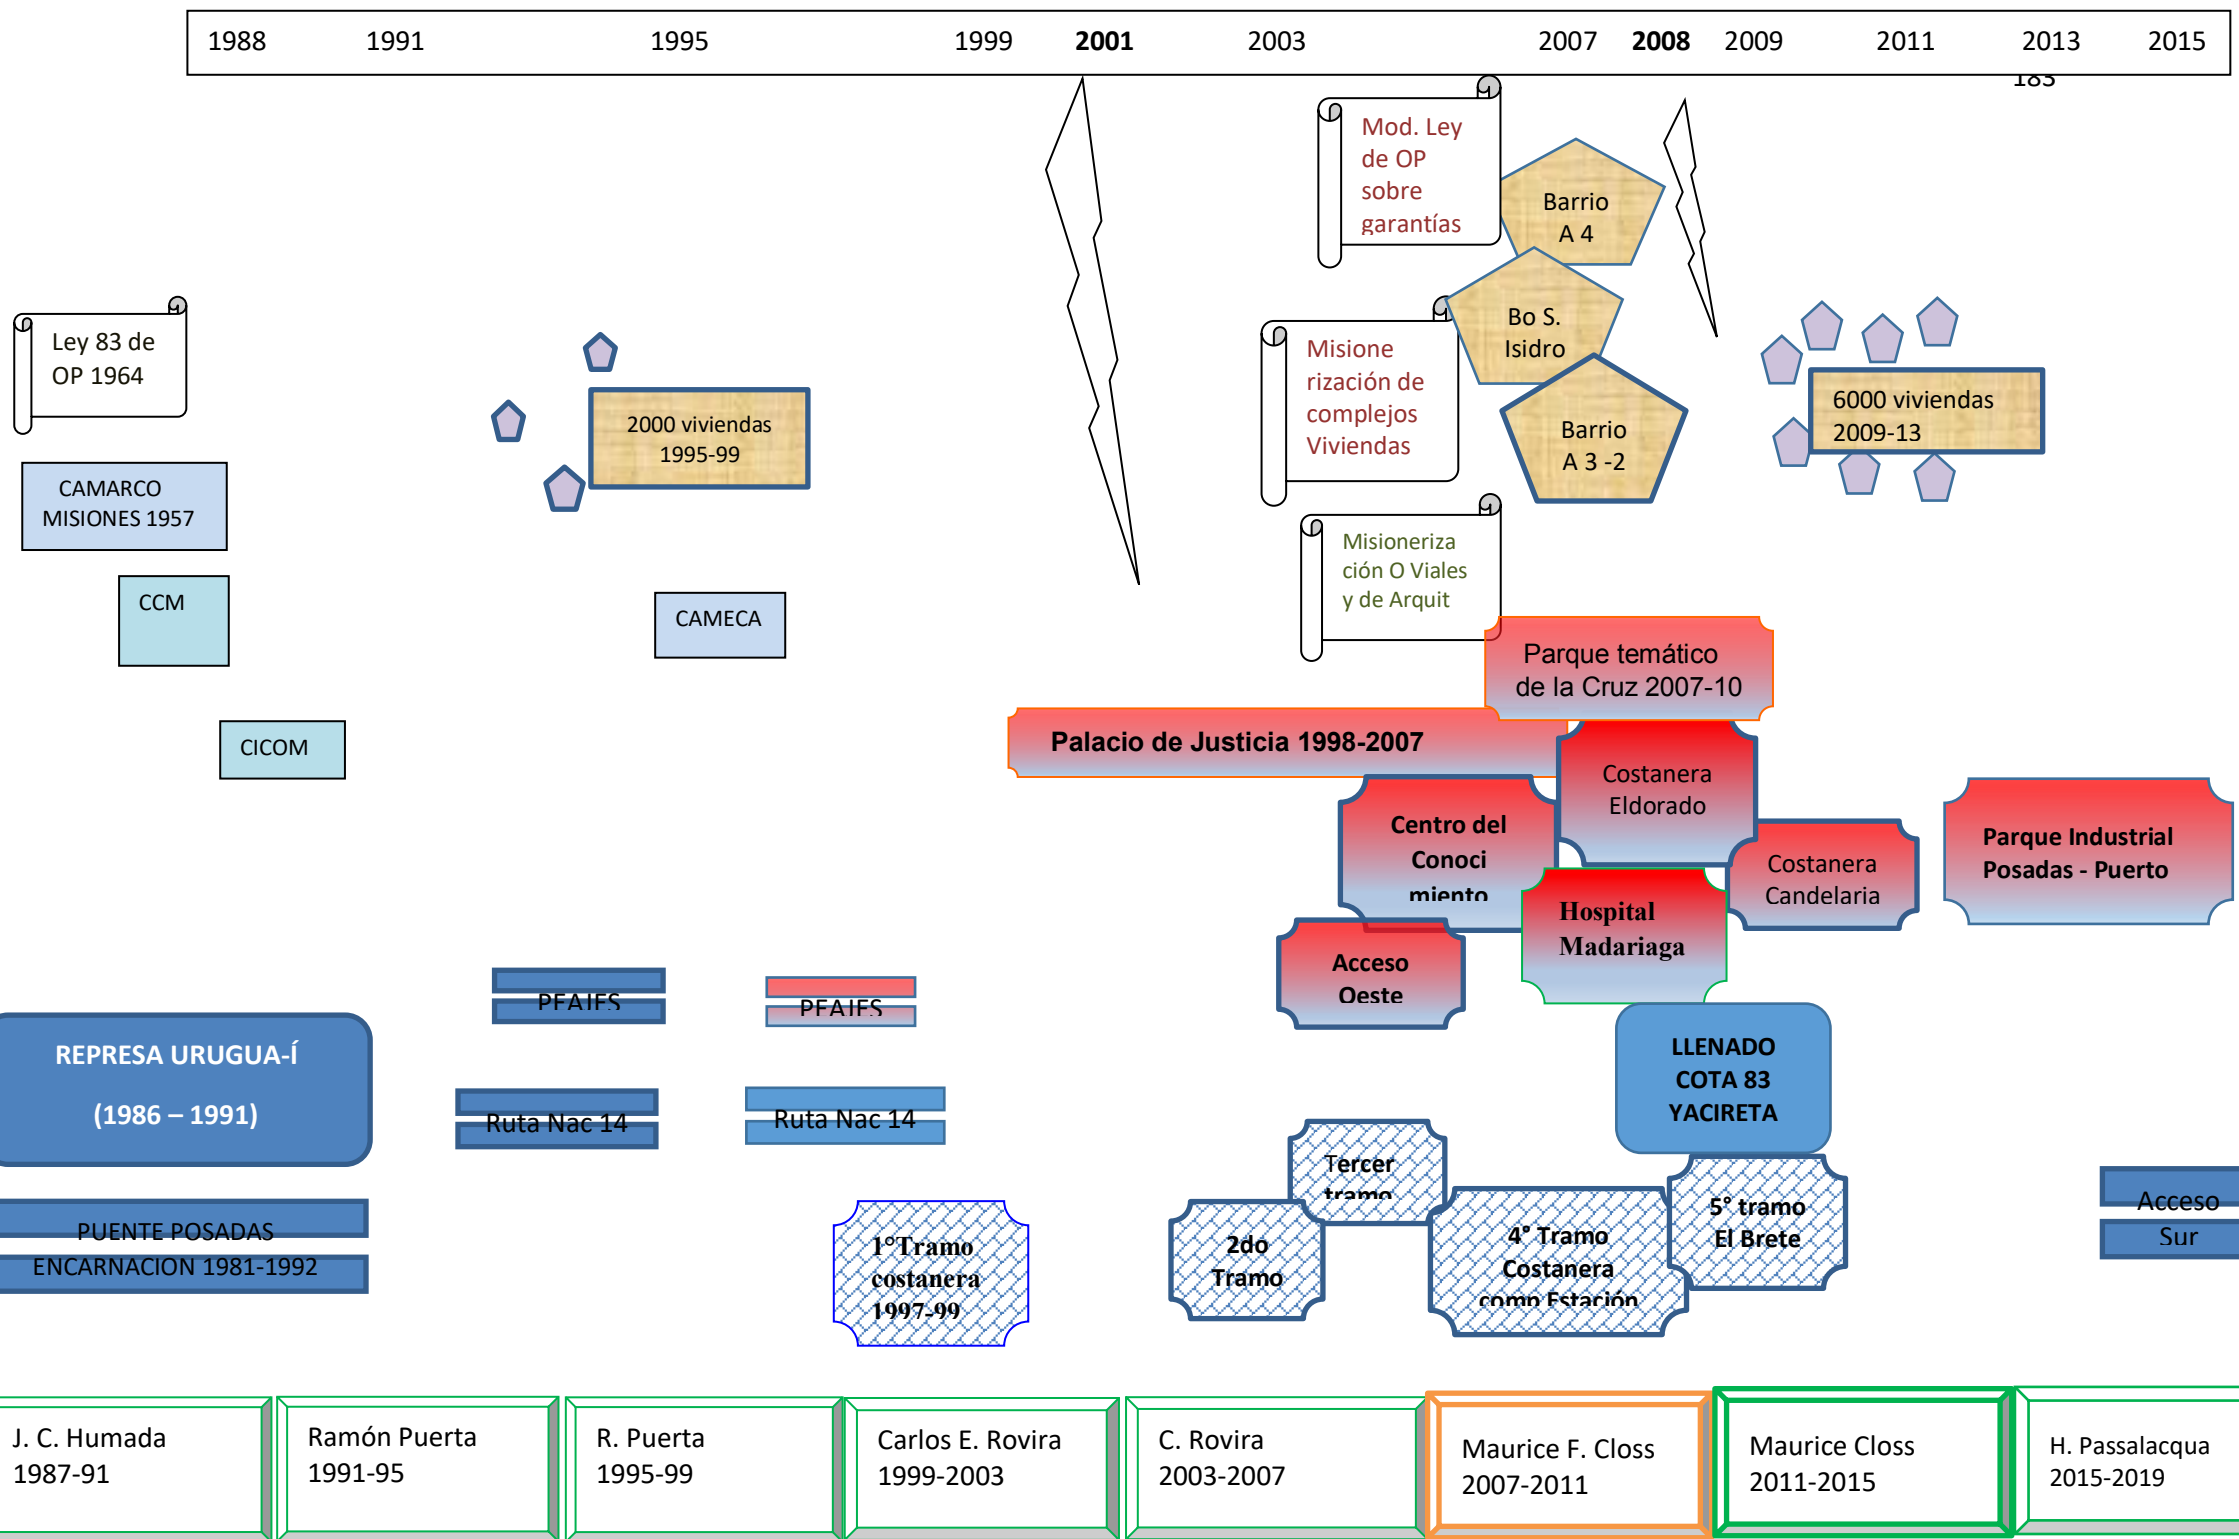 1988 1991 1995 1999 2001 2003 2007 2008 2009 2011 2013 2015
183
Mod. Ley
de OP
sobre
garantías
Barrio
A 4
Bo S.
Isidro
Ley 83 de
OP 1964
Misione
rización de
complejos
Viviendas
2000 viviendas
1995-99
Barrio
A 3 -2
6000 viviendas
2009-13
CAMARCO
MISIONES 1957
Misioneriza
ción O Viales
y de Arquit
CCM
CAMECA
Parque temático
de la Cruz 2007-10
CICOM
Palacio de Justicia 1998-2007
Costanera
Eldorado
Centro del
Conoci
miento
Costanera
Candelaria
Parque Industrial
Posadas - Puerto
Hospital
Madariaga
Acceso
Oeste
PEAJES
PEAJES
REPRESA URUGUA-Í
(1986 – 1991)
LLENADO
COTA 83
YACIRETA
Ruta Nac 14
Ruta Nac 14
Tercer
tramo
PUENTE POSADAS
ENCARNACION 1981-1992
1°Tramo
costanera
1997-99
2do
Tramo
4° Tramo
Costanera
comp Estación
5° tramo
El Brete
Acceso
Sur
J. C. Humada
1987-91
Ramón Puerta
1991-95
R. Puerta
1995-99
Carlos E. Rovira
1999-2003
C. Rovira
2003-2007
Maurice F. Closs
2007-2011
Maurice Closs
2011-2015
H. Passalacqua
2015-2019